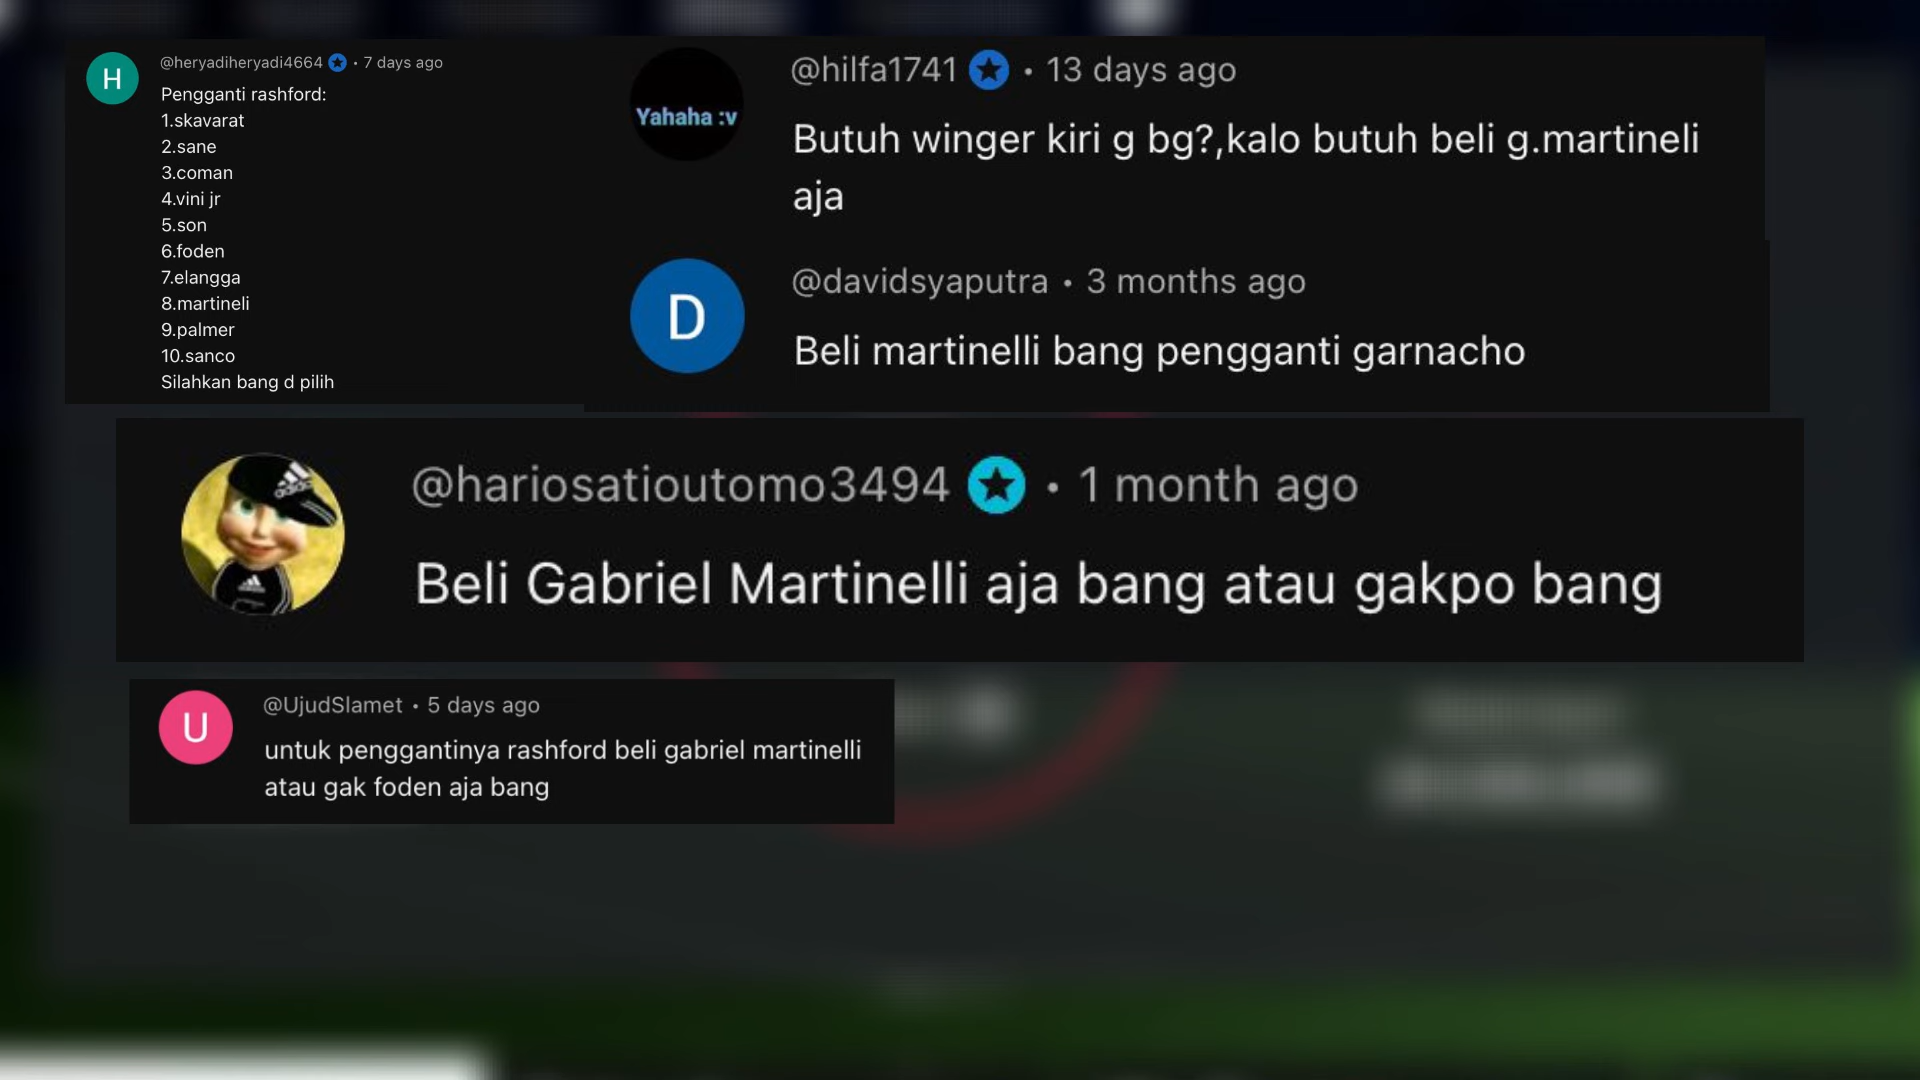 H
@heryadiheryadi4664 • 7 days ago
Pengganti rashford:
1.skavarat
2.sane
3.coman
4.vini jr
5.son
6.foden
7.elangga
8.martineli
9.palmer
10.sanco
Silahkan bang d pilih
Yahaha :v
@hilfa1741 • 13 days ago
Butuh winger kiri g bg?,kalo butuh beli g.martineli
aja
D
@davidsyaputra • 3 months ago
Beli martinelli bang pengganti garnacho
adidas
@hariosatioutomo3494 • 1 month ago
Beli Gabriel Martinelli aja bang atau gakpo bang
U
@UjudSlamet • 5 days ago
untuk penggantinya rashford beli gabriel martinelli
atau gak foden aja bang